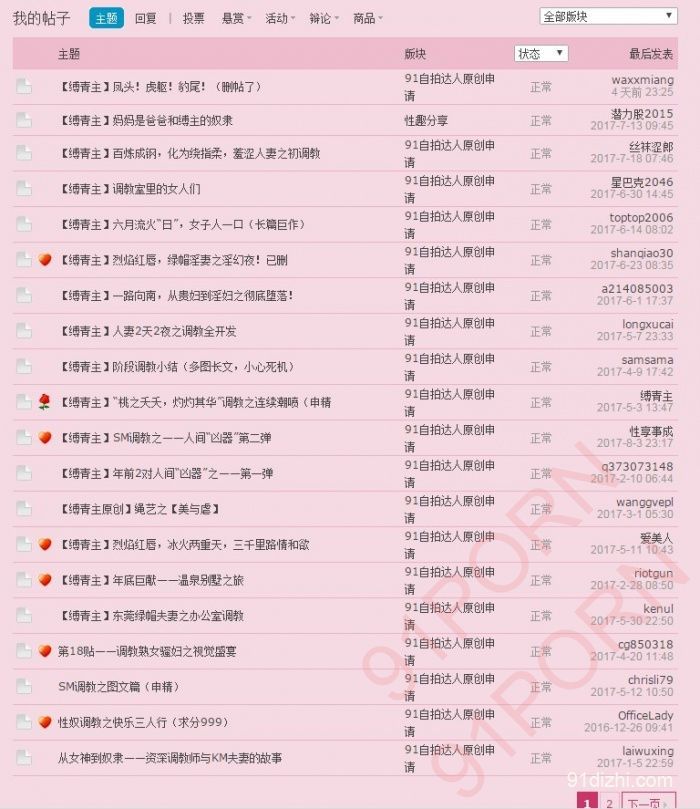 我的帖子 主题 回复 | 投票 悬赏 活动 辩论 商品 全部版块
主题 版块 状态 最后发表
【缚青主】凤头！虎躯！豹尾！（删帖了） 91自拍达人原创申请 正常 waxxmiang
4 天前 23:25
【缚青主】妈妈是爸爸和缚主的奴隶 性趣分享 正常 潜力股2015
2017-7-13 09:45
【缚青主】百炼成钢，化为绕指柔，羞涩人妻之初调教 91自拍达人原创申请 正常 丝袜涩郎
2017-7-18 07:46
【缚青主】调教室里的女人们 91自拍达人原创申请 正常 星巴克2046
2017-6-30 14:45
【缚青主】六月流火“日”，女子人一口（长篇巨作） 91自拍达人原创申请 正常 toptop2006
2017-6-14 08:02
【缚青主】烈焰红唇，绿帽淫妻之淫幻夜！已删 91自拍达人原创申请 正常 shanqiao30
2017-6-23 08:35
【缚青主】一路向南，从贵妇到淫妇之彻底堕落！ 91自拍达人原创申请 正常 a214085003
2017-6-1 17:37
【缚青主】人妻2天2夜之调教全开发 91自拍达人原创申请 正常 longxucai
2017-5-7 23:33
【缚青主】阶段调教小结（多图长文，小心死机） 91自拍达人原创申请 正常 samsama
2017-4-9 17:42
【缚青主】“桃之夭夭，灼灼其华”调教之连续潮喷（申精 91自拍达人原创申请 正常 缚青主
2017-5-3 13:47
【缚青主】SM调教之——人间“凶器”第二弹 91自拍达人原创申请 正常 性享事成
2017-8-3 23:17
【缚青主】年前2对人间“凶器”之——第一弹 91自拍达人原创申请 正常 q373073148
2017-2-10 06:44
【缚青主原创】绳艺之【美与虐】 91自拍达人原创申请 正常 wanggvepl
2017-3-1 05:30
【缚青主】烈焰红唇，冰火两重天，三千里路情和欲 91自拍达人原创申请 正常 爱美人
2017-5-11 10:43
【缚青主】年底巨献——温泉别墅之旅 91自拍达人原创申请 正常 riotgun
2017-2-28 08:50
【缚青主】东莞绿帽夫妻之办公室调教 91自拍达人原创申请 正常 kenul
2017-5-30 22:50
第18贴——调教熟女骚妇之视觉盛宴 91自拍达人原创申请 正常 cg850318
2017-4-20 11:48
SM调教之图文篇（申精） 91自拍达人原创申请 正常 chrisli79
2017-5-12 10:50
性奴调教之快乐三人行（求分999） 91自拍达人原创申请 正常 OfficeLady
2016-12-26 09:41
从女神到奴隶——资深调教师与KM夫妻的故事 91自拍达人原创申请 正常 laiwuxing
2017-1-5 22:59
91PORN
91PORN
91dizhi.com
1 2 下一页